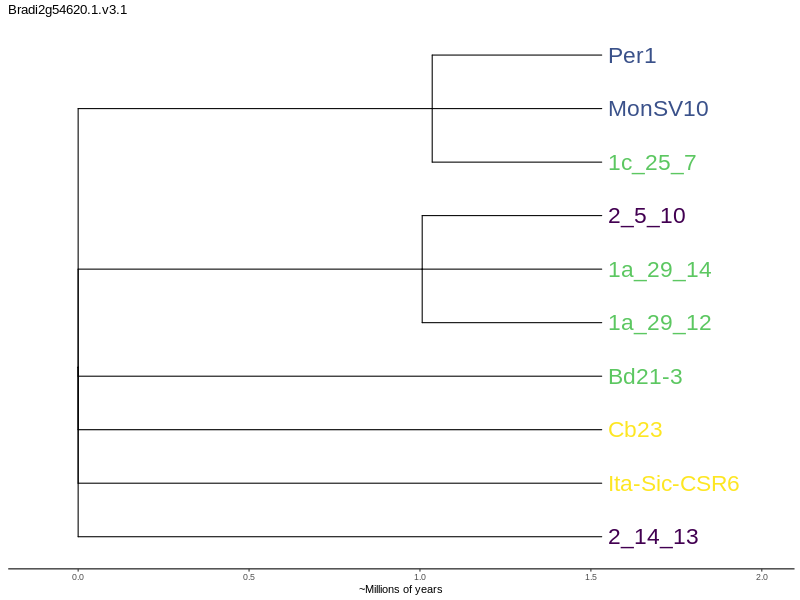 Bradi2g54620.1.v3.1
Per1
MonSV10
1c_25_7
2_5_10
1a_29_14
1a_29_12
Bd21-3
Cb23
Ita-Sic-CSR6
2_14_13
0.0 0.5 1.0 1.5 2.0
~Millions of years